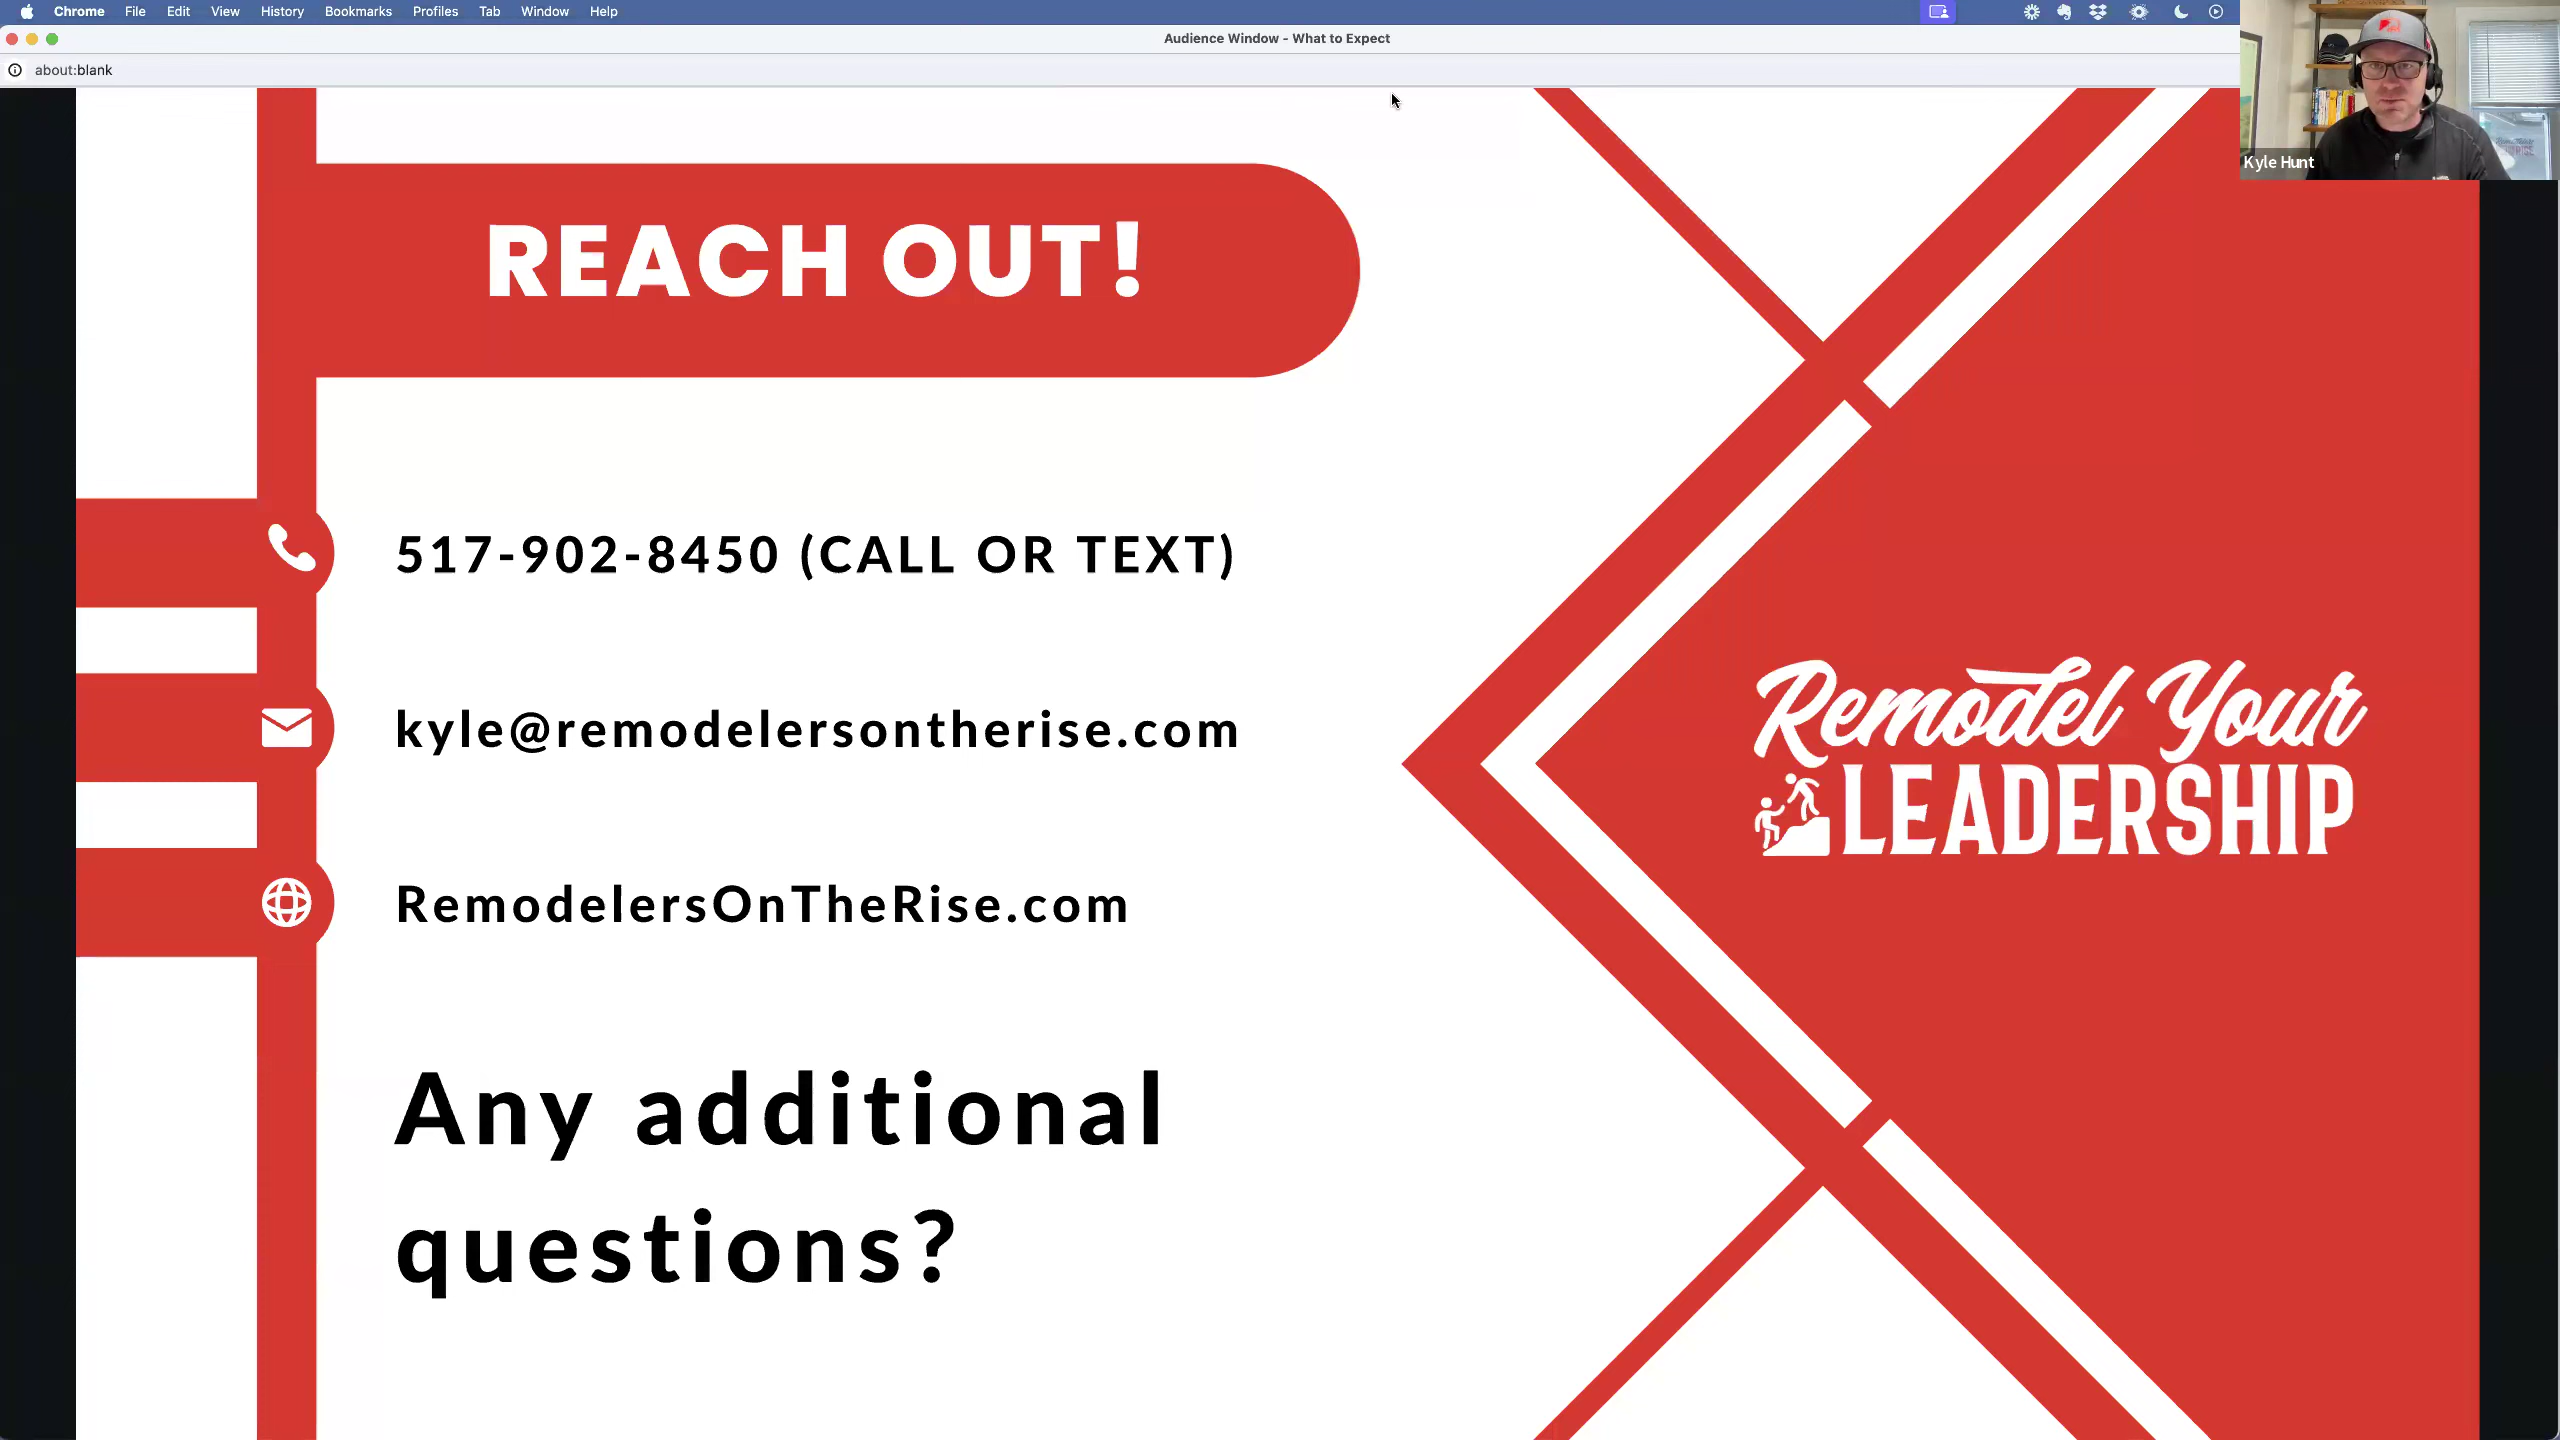 Chrome File Edit View History Bookmarks Profiles Tab Window Help
Audience Window - What to Expect
about:blank
Kyle Hunt
REACH OUT!
517-902-8450 (CALL OR TEXT)
kyle@remodelersontherise.com
RemodelersOnTheRise.com
Any additional
questions?
Remodel Your
LEADERSHIP